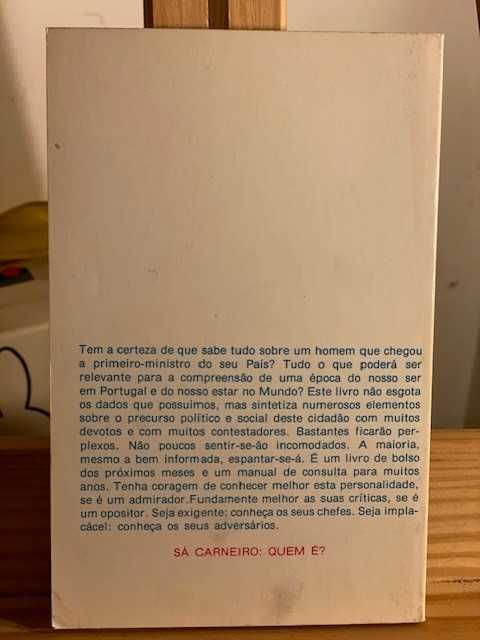 Tem a certeza de que sabe tudo sobre um homem que chegou
a primeiro-ministro do seu País? Tudo o que poderá ser
relevante para a compreensão de uma época do nosso ser
em Portugal e do nosso estar no Mundo? Este livro não esgota
os dados que possuímos, mas sintetiza numerosos elementos
sobre o precurso político e social deste cidadão com muitos
devotos e com muitos contestadores. Bastantes ficarão per-
plexos. Não poucos sentir-se-ão incomodados. A maioria,
mesmo a bem informada, espantar-se-á. É um livro de bolso
dos próximos meses e um manual de consulta para muitos
anos. Tenha coragem de conhecer melhor esta personalidade,
se é um admirador.Fundamente melhor as suas críticas, se é
um opositor. Seja exigente: conheça os seus chefes. Seja impla-
cácel: conheça os seus adversários.
SÁ CARNEIRO: QUEM É?